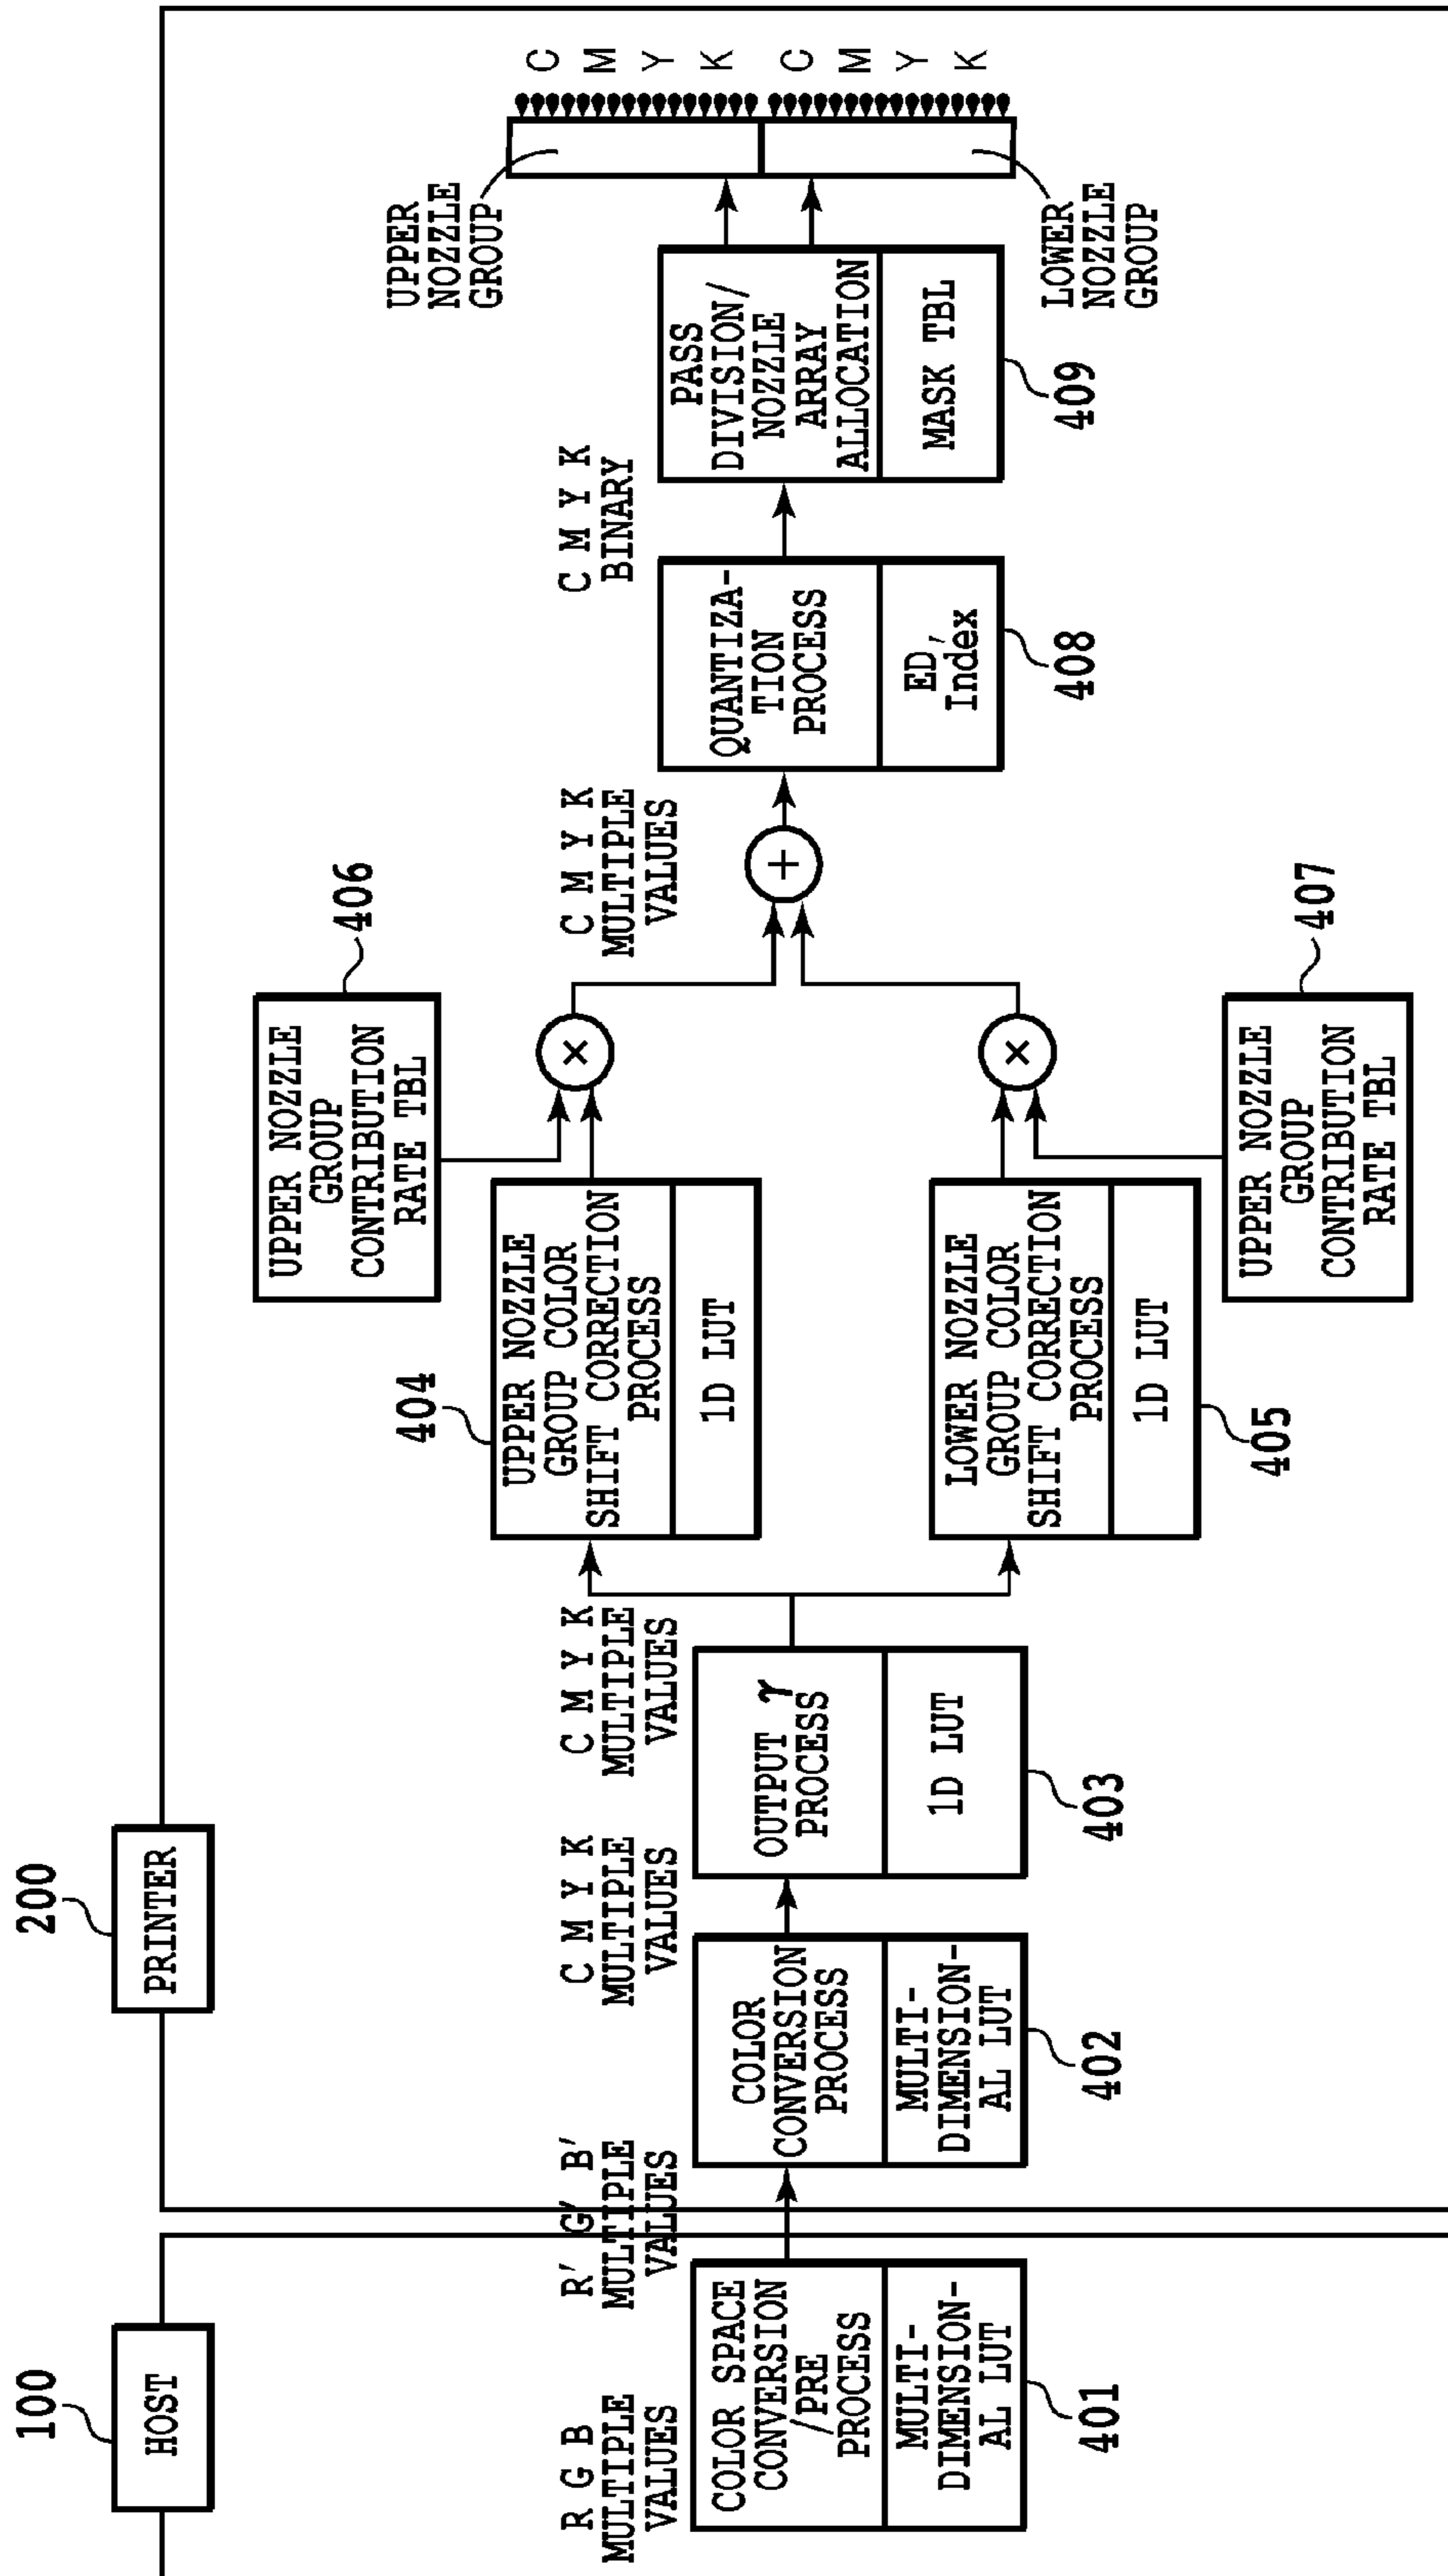 100
HOST
R G B
MULTIPLE
VALUES
COLOR SPACE
CONVERSION
/PRE
PROCESS
MULTI-
DIMENSION-
AL LUT
401
R' G' B'
MULTIPLE
VALUES
200
PRINTER
COLOR
CONVERSION
PROCESS
MULTI-
DIMENSION-
AL LUT
402
C M Y K
MULTIPLE
VALUES
OUTPUT γ
PROCESS
1D LUT
403
C M Y K
MULTIPLE
VALUES
404
UPPER NOZZLE
GROUP COLOR
SHIFT CORRECTION
PROCESS
1D LUT
LOWER NOZZLE
GROUP COLOR
SHIFT CORRECTION
PROCESS
1D LUT
405
UPPER NOZZLE
GROUP
CONTRIBUTION
RATE TBL
406
×
×
UPPER NOZZLE
GROUP
CONTRIBUTION
RATE TBL
407
+
C M Y K
MULTIPLE
VALUES
QUANTIZA-
TION
PROCESS
ED,
Index
408
C M Y K
BINARY
PASS
DIVISION/
NOZZLE
ARRAY
ALLOCATION
MASK TBL
409
UPPER
NOZZLE
GROUP
LOWER
NOZZLE
GROUP
C
M
Y
K
C
M
Y
K